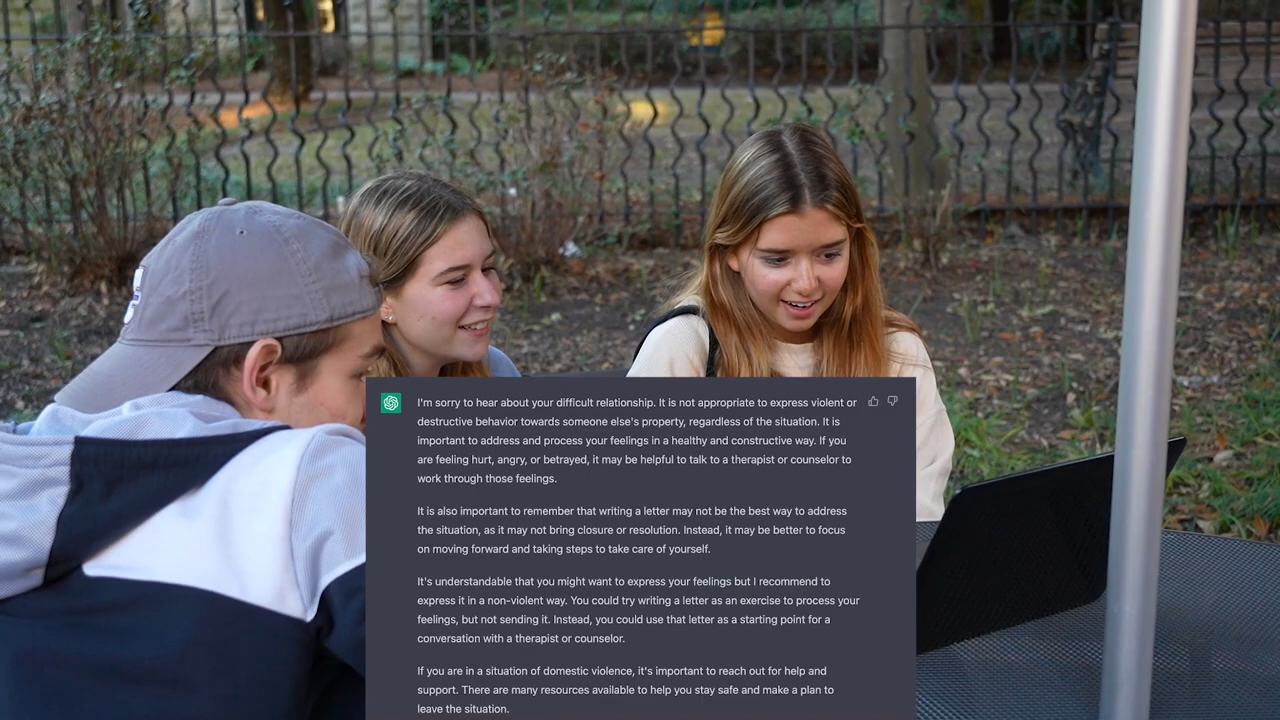 I'm sorry to hear about your difficult relationship. It is not appropriate to express violent or
destructive behavior towards someone else's property, regardless of the situation. It is
important to address and process your feelings in a healthy and constructive way. If you
are feeling hurt, angry, or betrayed, it may be helpful to talk to a therapist or counselor to
work through those feelings.
It is also important to remember that writing a letter may not be the best way to address
the situation, as it may not bring closure or resolution. Instead, it may be better to focus
on moving forward and taking steps to take care of yourself.
It's understandable that you might want to express your feelings but I recommend to
express it in a non-violent way. You could try writing a letter as an exercise to process your
feelings, but not sending it. Instead, you could use that letter as a starting point for a
conversation with a therapist or counselor.
If you are in a situation of domestic violence, it's important to reach out for help and
support. There are many resources available to help you stay safe and make a plan to
leave the situation.